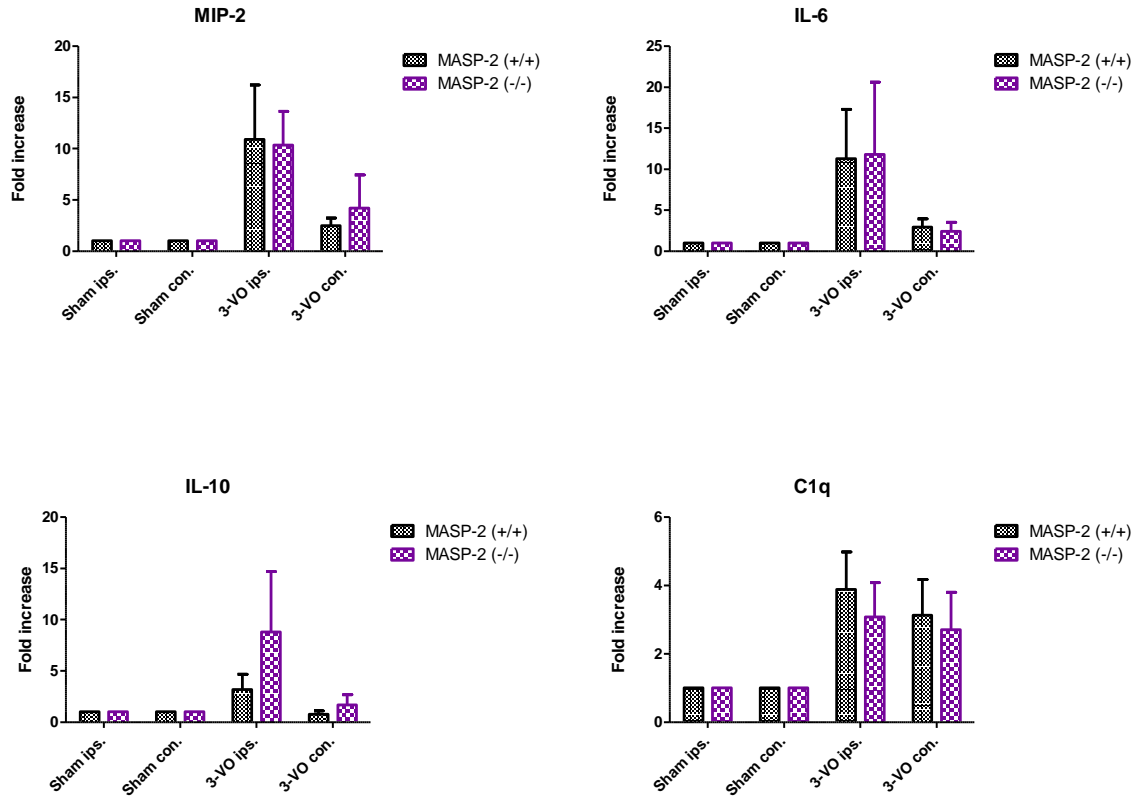 MIP-2
20
15
10
5
0
Fold increase
Sham ips.
Sham con.
3-VO ips.
3-VO con.
MASP-2 (+/+)
MASP-2 (-/-)
IL-6
25
20
15
10
5
0
Fold increase
Sham ips.
Sham con.
3-VO ips.
3-VO con.
MASP-2 (+/+)
MASP-2 (-/-)
IL-10
20
15
10
5
0
Fold increase
Sham ips.
Sham con.
3-VO ips.
3-VO con.
MASP-2 (+/+)
MASP-2 (-/-)
C1q
6
4
2
0
Fold increase
Sham ips.
Sham con.
3-VO ips.
3-VO con.
MASP-2 (+/+)
MASP-2 (-/-)